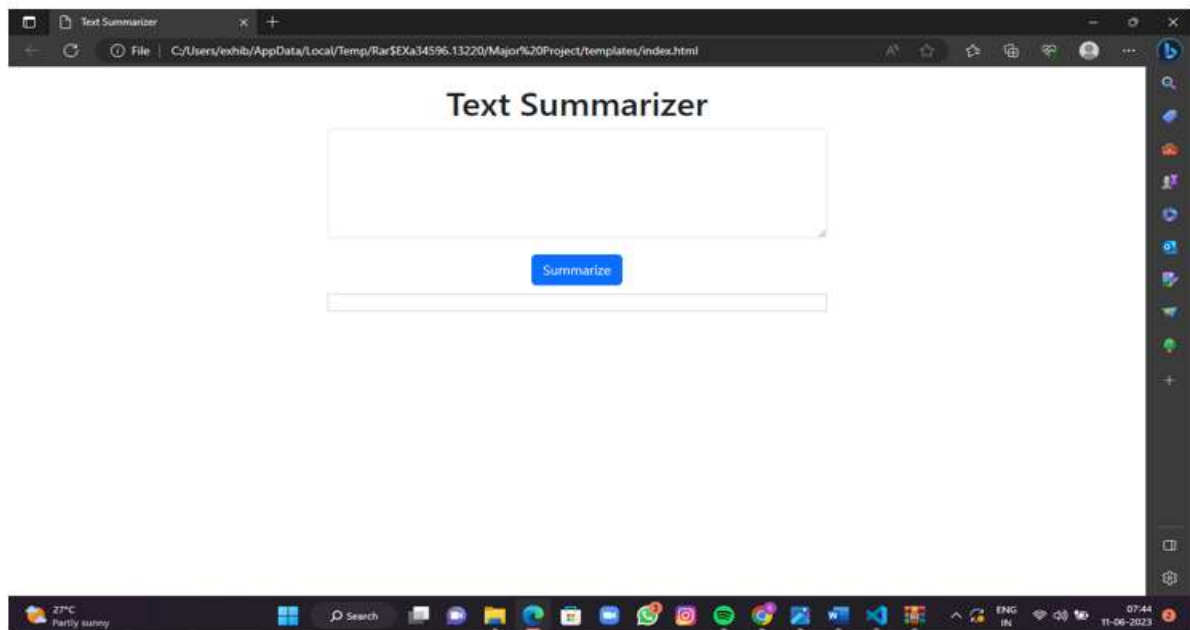 Text Summarizer
File | C:/Users/exhib/AppData/Local/Temp/Rar$EXa34596.13220/Major%20Project/templates/index.html
Text Summarizer
Summarize
27°C
Partly sunny
Search
ENG
IN
07:44
11-06-2023